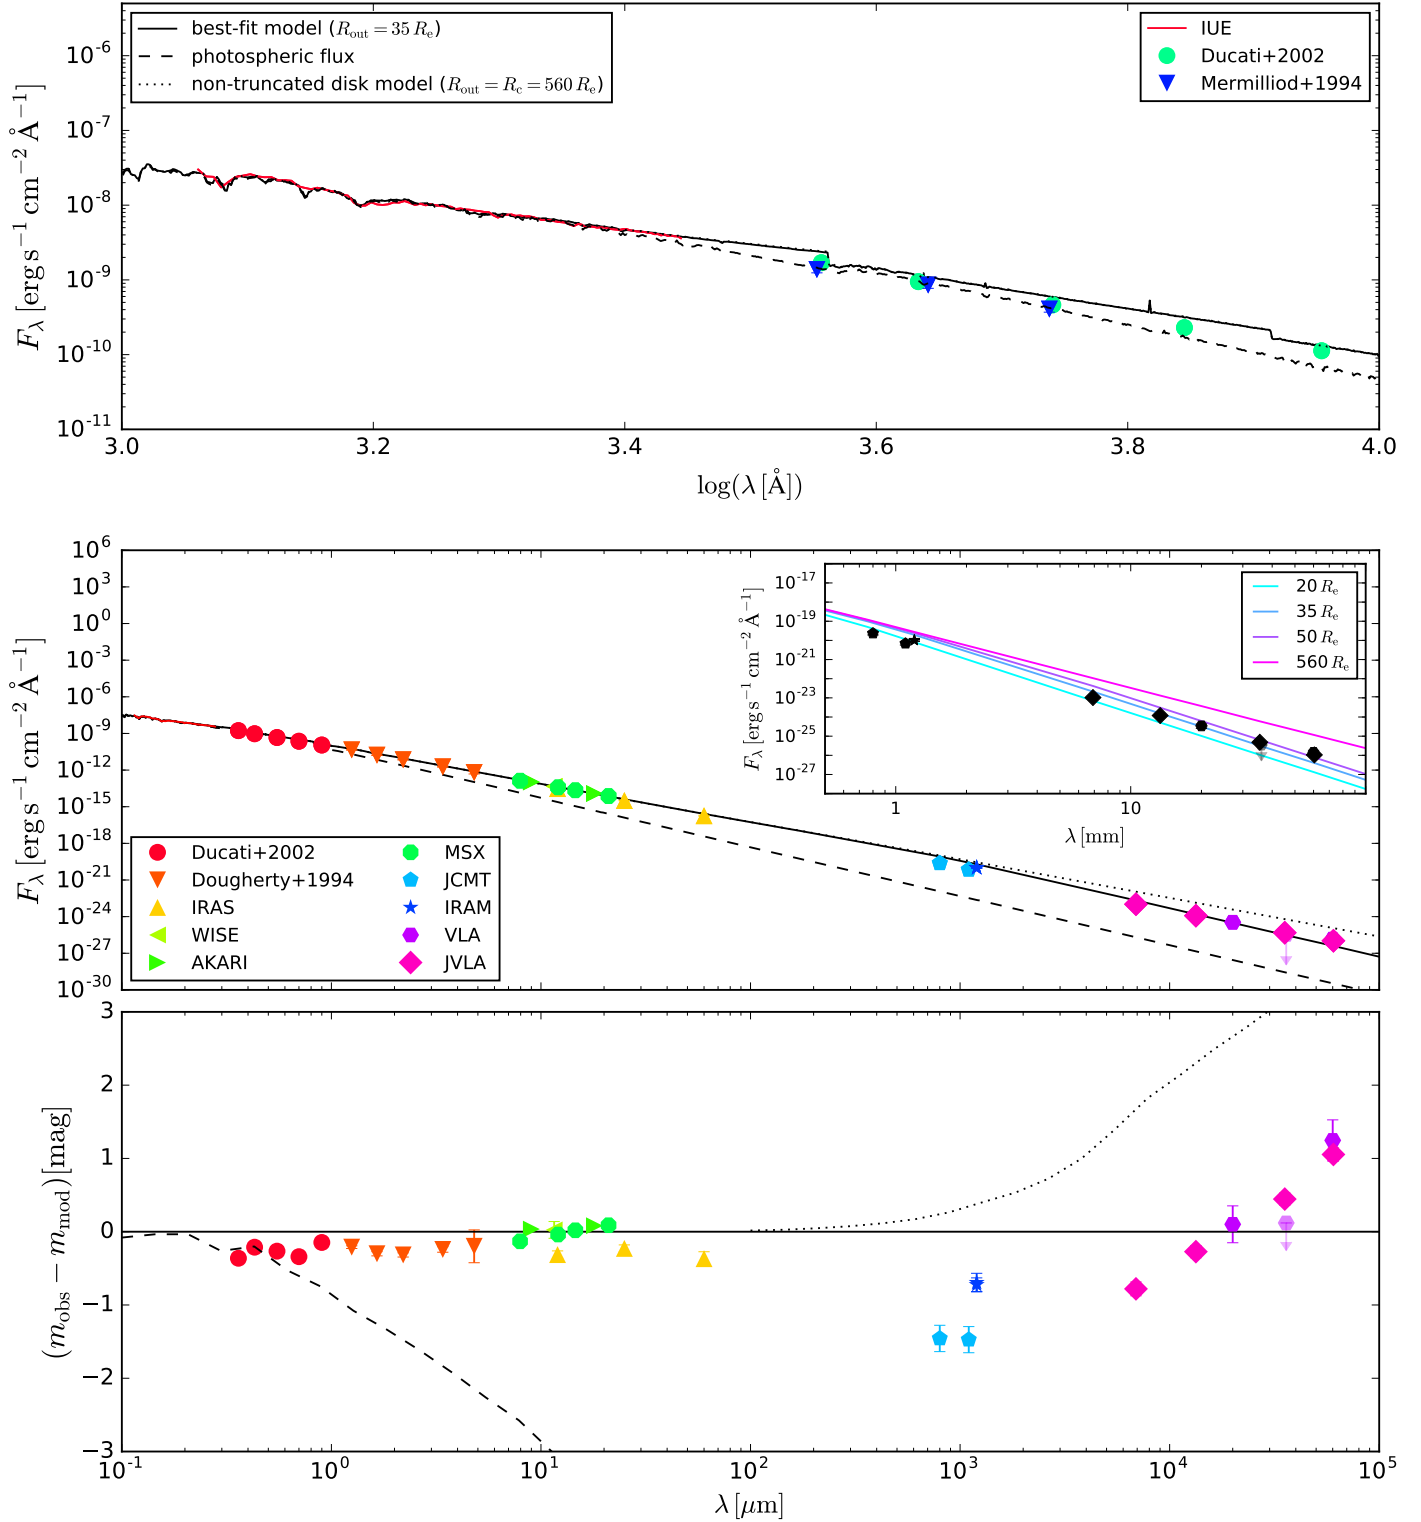 best-fit model (R_out = 35 R_e)
photospheric flux
non-truncated disk model (R_out = R_c = 560 R_e)
IUE
Ducati+2002
Mermilliod+1994
F_λ [erg s^−1 cm^−2 Å^−1]
10^-6
10^-7
10^-8
10^-9
10^-10
10^-11
3.0 3.2 3.4 3.6 3.8 4.0
log(λ [Å])
F_λ [erg s^−1 cm^−2 Å^−1]
10^6
10^3
10^0
10^-3
10^-6
10^-9
10^-12
10^-15
10^-18
10^-21
10^-24
10^-27
10^-30
Ducati+2002
Dougherty+1994
IRAS
WISE
AKARI
MSX
JCMT
IRAM
VLA
JVLA
F_λ [erg s^−1 cm^−2 Å^−1]
10^-17
10^-19
10^-21
10^-23
10^-25
10^-27
20 R_e
35 R_e
50 R_e
560 R_e
1 10
λ [mm]
(m_obs − m_mod) [mag]
3
2
1
0
−1
−2
−3
10^-1 10^0 10^1 10^2 10^3 10^4 10^5
λ [μm]